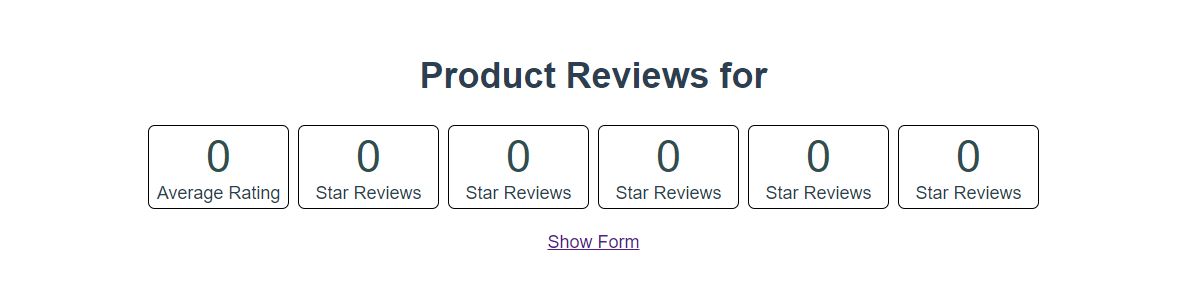 Product Reviews for
0 0 0 0 0 0
Average Rating Star Reviews Star Reviews Star Reviews Star Reviews Star Reviews
Show Form